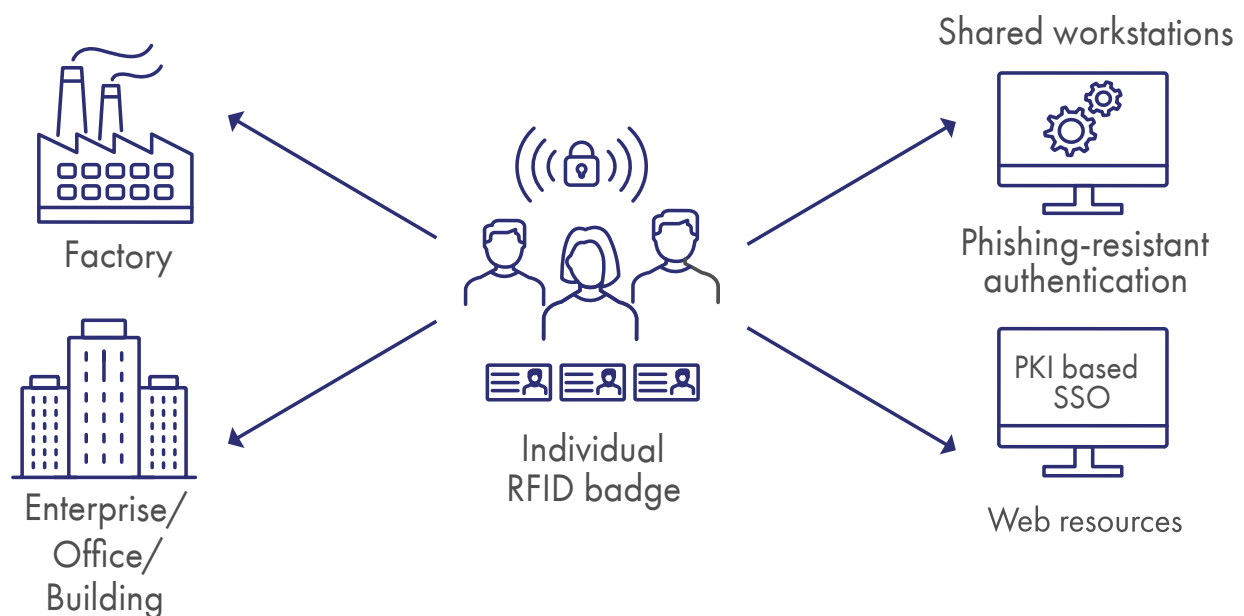 Factory
Enterprise/
Office/
Building
Individual
RFID badge
Shared workstations
Phishing-resistant
authentication
PKI based
SSO
Web resources